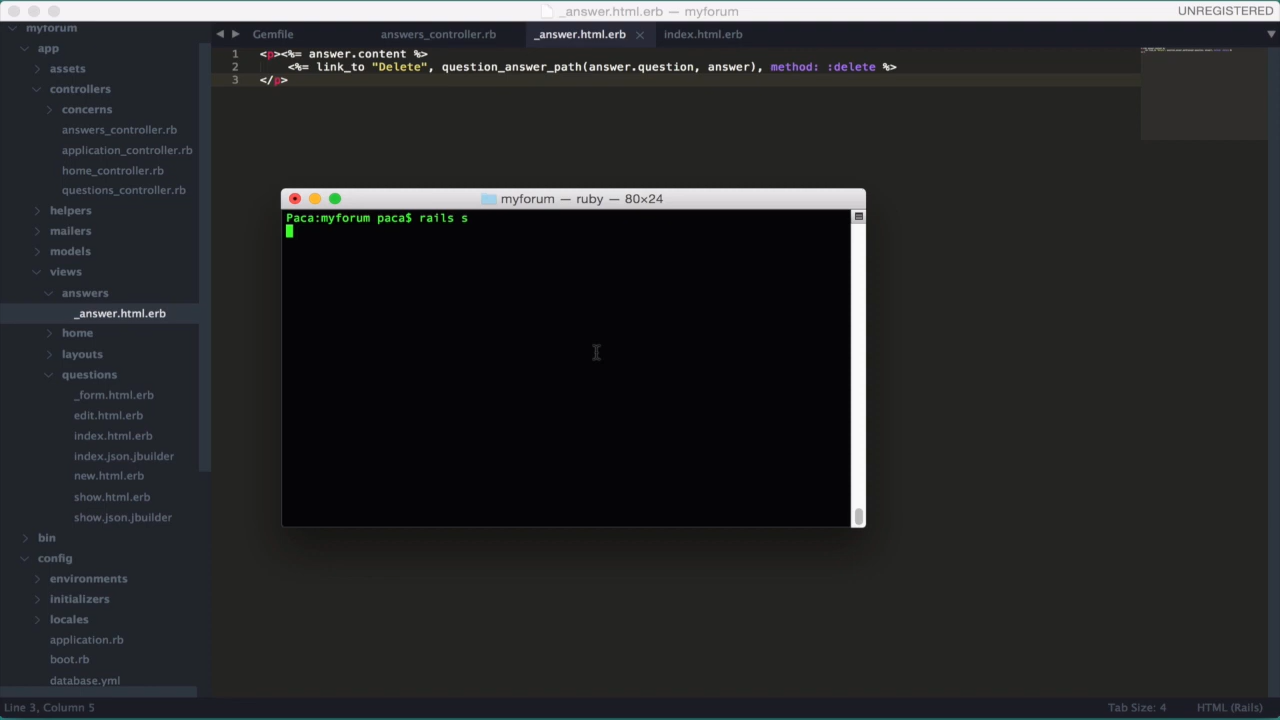 _answer.html.erb — myforum
UNREGISTERED
myforum
app
assets
controllers
concerns
answers_controller.rb
application_controller.rb
home_controller.rb
questions_controller.rb
helpers
mailers
models
views
answers
_answer.html.erb
home
layouts
questions
_form.html.erb
edit.html.erb
index.html.erb
index.json.jbuilder
new.html.erb
show.html.erb
show.json.jbuilder
bin
config
environments
initializers
locales
application.rb
boot.rb
database.yml
Gemfile
answers_controller.rb
_answer.html.erb
index.html.erb
1 <p><%= answer.content %>
2 <%= link_to "Delete", question_answer_path(answer.question, answer), method: :delete %>
3 </p>
myforum — ruby — 80×24
Paca:myforum paca$ rails s
Line 3, Column 5
Tab Size: 4
HTML (Rails)